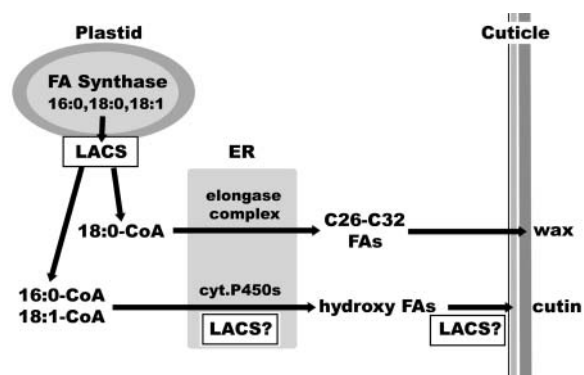 Plastid
Cuticle
FA Synthase
16:0,18:0,18:1
LACS
ER
elongase
complex
18:0-CoA
C26-C32
FAs
wax
16:0-CoA
18:1-CoA
cyt.P450s
hydroxy FAs
cutin
LACS?
LACS?